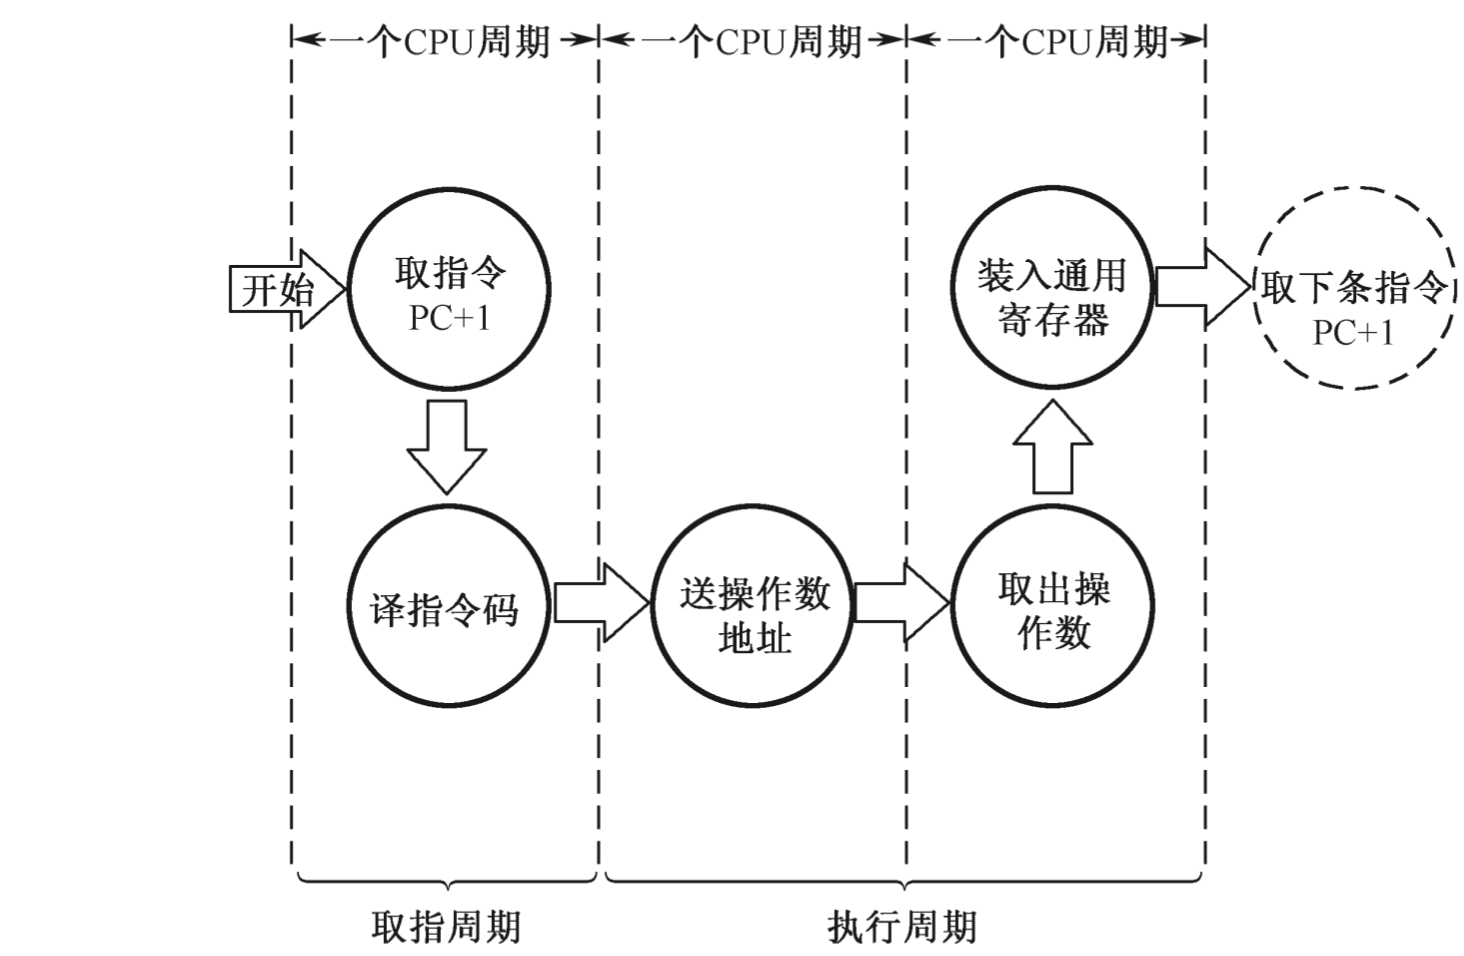 一个CPU周期
一个CPU周期
一个CPU周期
开始
取指令
PC+1
译指令码
送操作数
地址
取出操
作数
装入通用
寄存器
取下条指令
PC+1
取指周期
执行周期